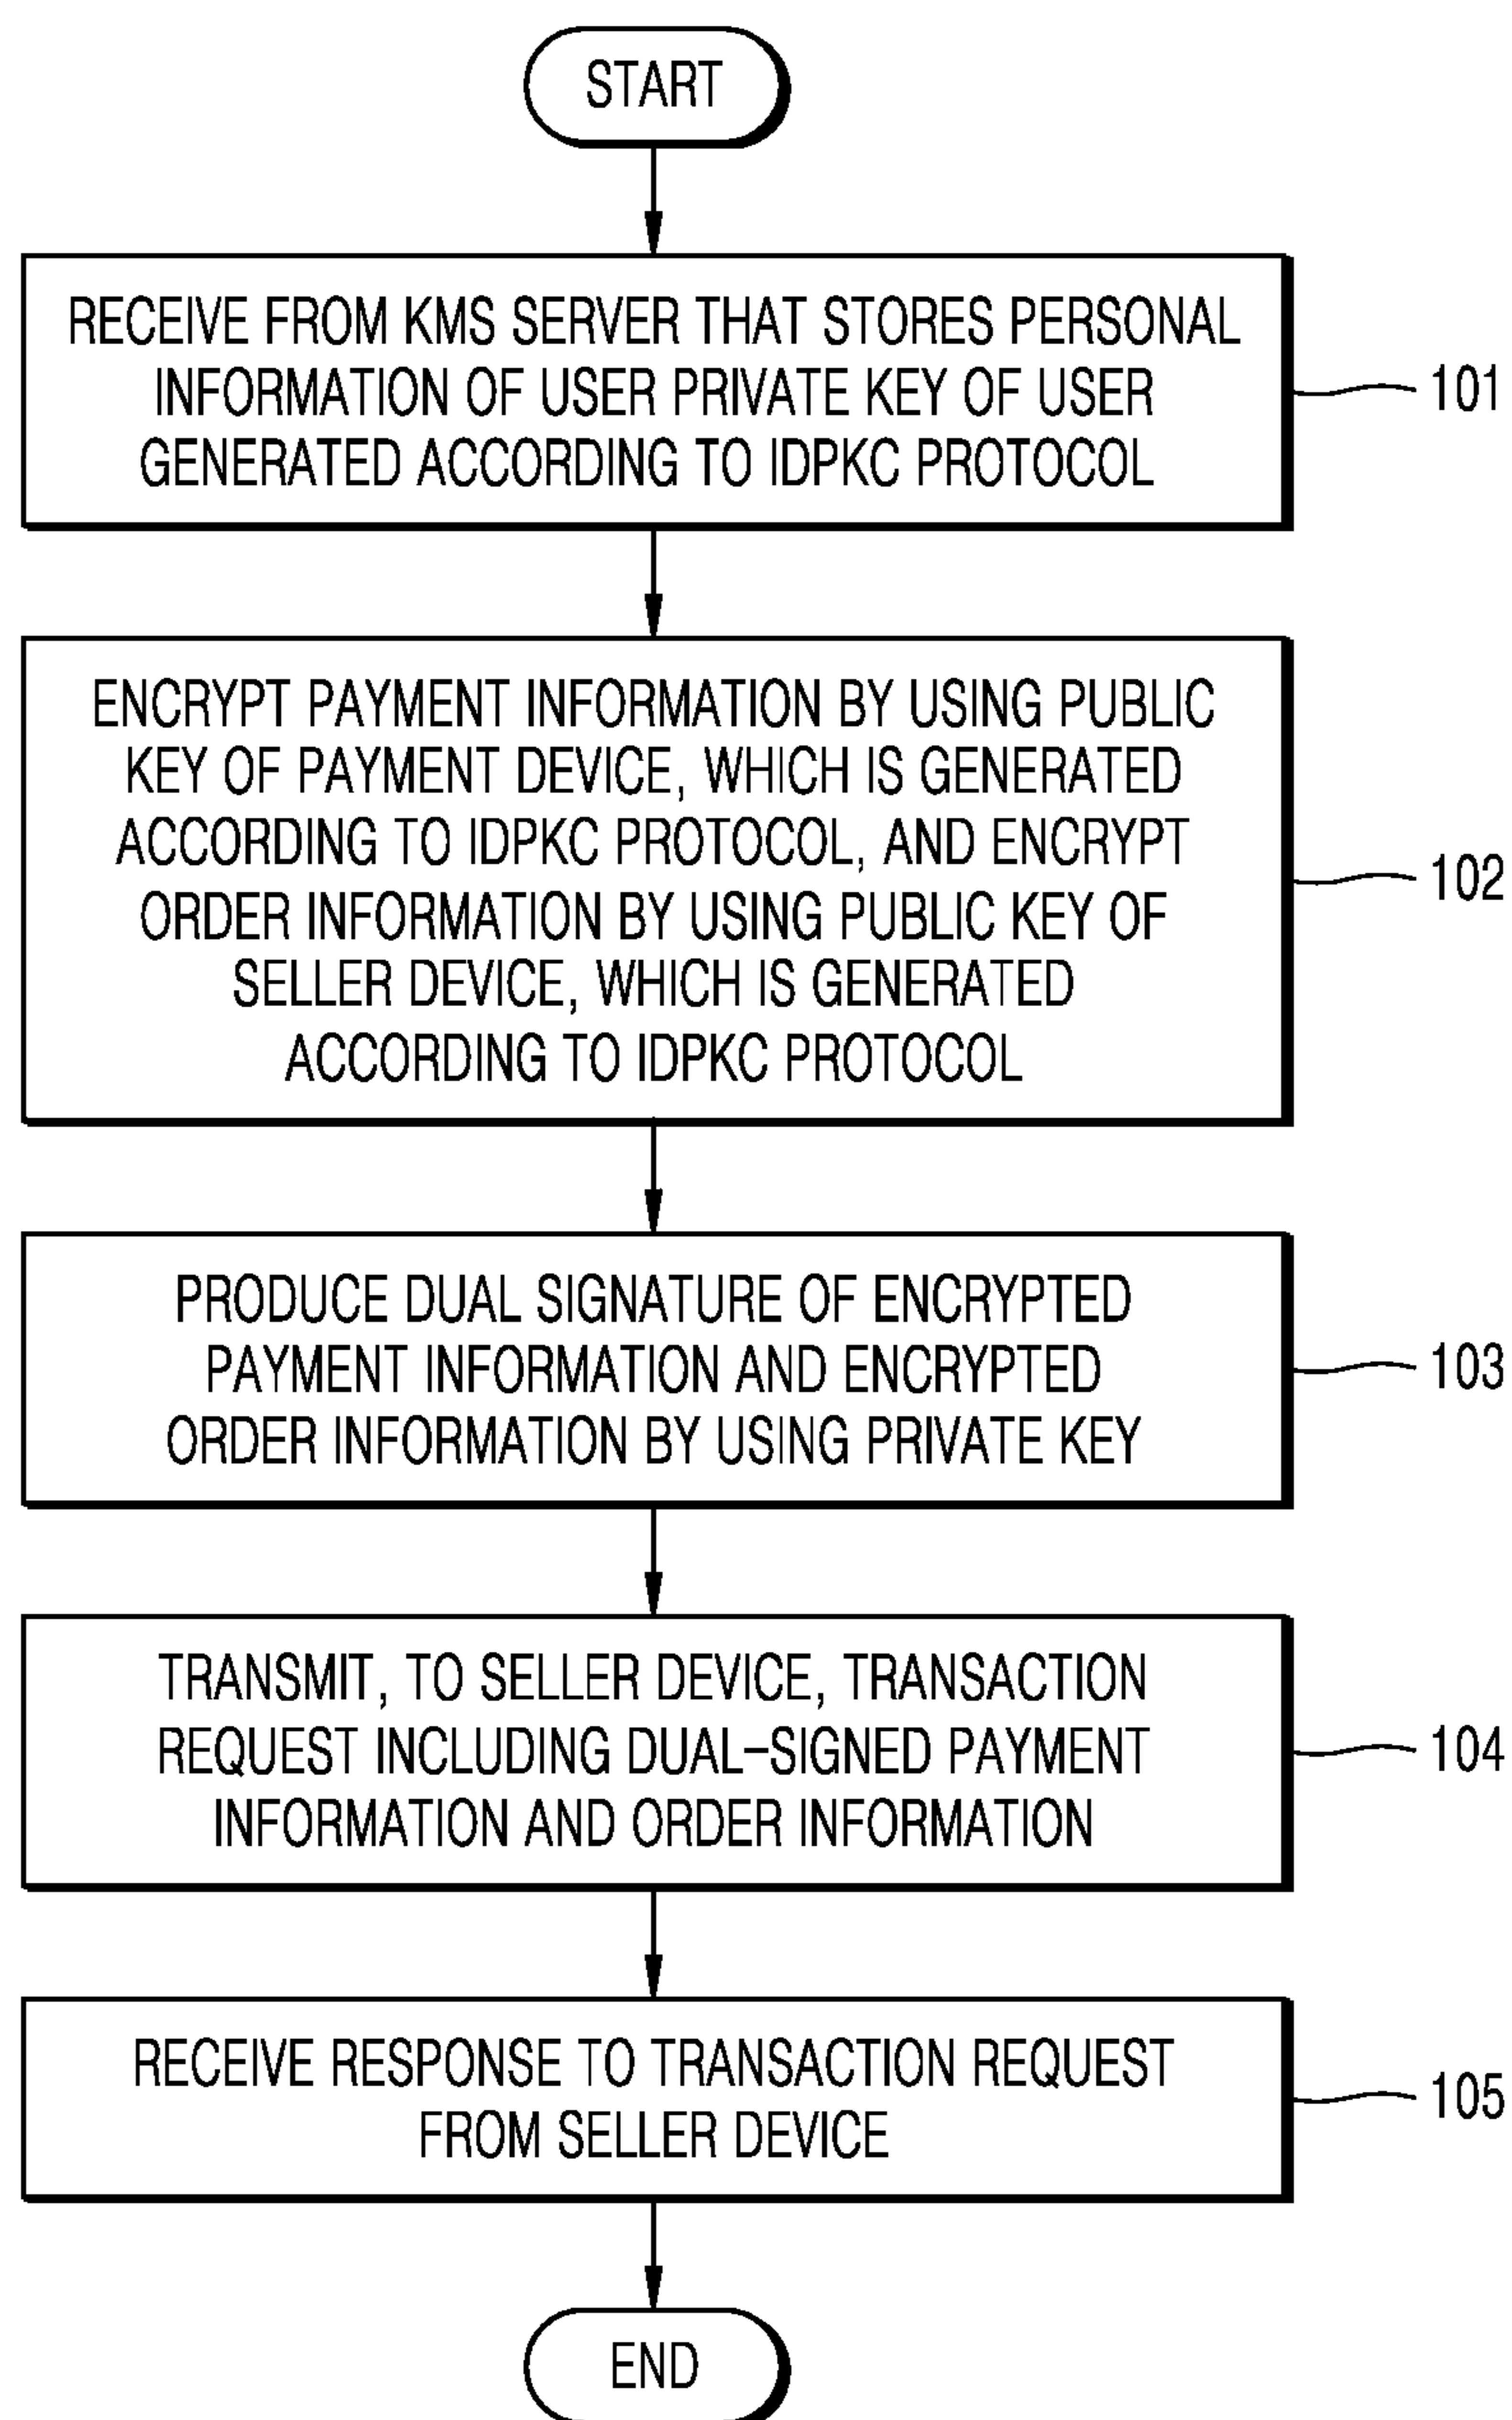 START
RECEIVE FROM KMS SERVER THAT STORES PERSONAL
INFORMATION OF USER PRIVATE KEY OF USER
GENERATED ACCORDING TO IDPKC PROTOCOL
101
ENCRYPT PAYMENT INFORMATION BY USING PUBLIC
KEY OF PAYMENT DEVICE, WHICH IS GENERATED
ACCORDING TO IDPKC PROTOCOL, AND ENCRYPT
ORDER INFORMATION BY USING PUBLIC KEY OF
SELLER DEVICE, WHICH IS GENERATED
ACCORDING TO IDPKC PROTOCOL
102
PRODUCE DUAL SIGNATURE OF ENCRYPTED
PAYMENT INFORMATION AND ENCRYPTED
ORDER INFORMATION BY USING PRIVATE KEY
103
TRANSMIT, TO SELLER DEVICE, TRANSACTION
REQUEST INCLUDING DUAL-SIGNED PAYMENT
INFORMATION AND ORDER INFORMATION
104
RECEIVE RESPONSE TO TRANSACTION REQUEST
FROM SELLER DEVICE
105
END